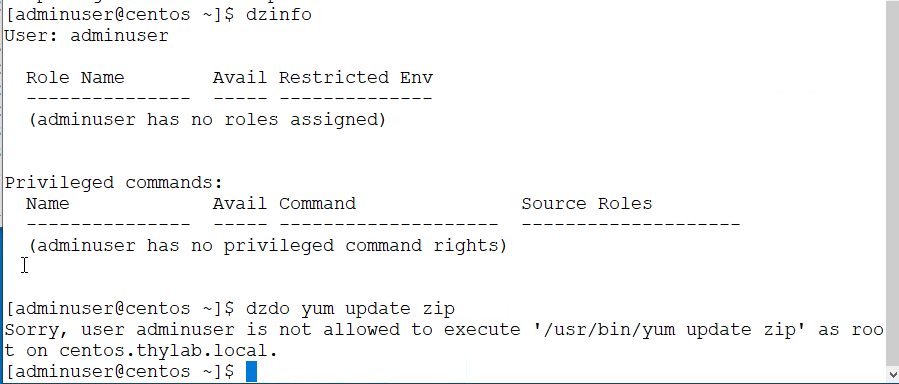 [adminuser@centos ~]$ dzinfo
User: adminuser
Role Name Avail Restricted Env
--------------- ----- --------------
(adminuser has no roles assigned)
Privileged commands:
Name Avail Command Source Roles
--------------- ----- -------------------- --------------------
(adminuser has no privileged command rights)
[adminuser@centos ~]$ dzdo yum update zip
Sorry, user adminuser is not allowed to execute '/usr/bin/yum update zip' as roo
t on centos.thylab.local.
[adminuser@centos ~]$